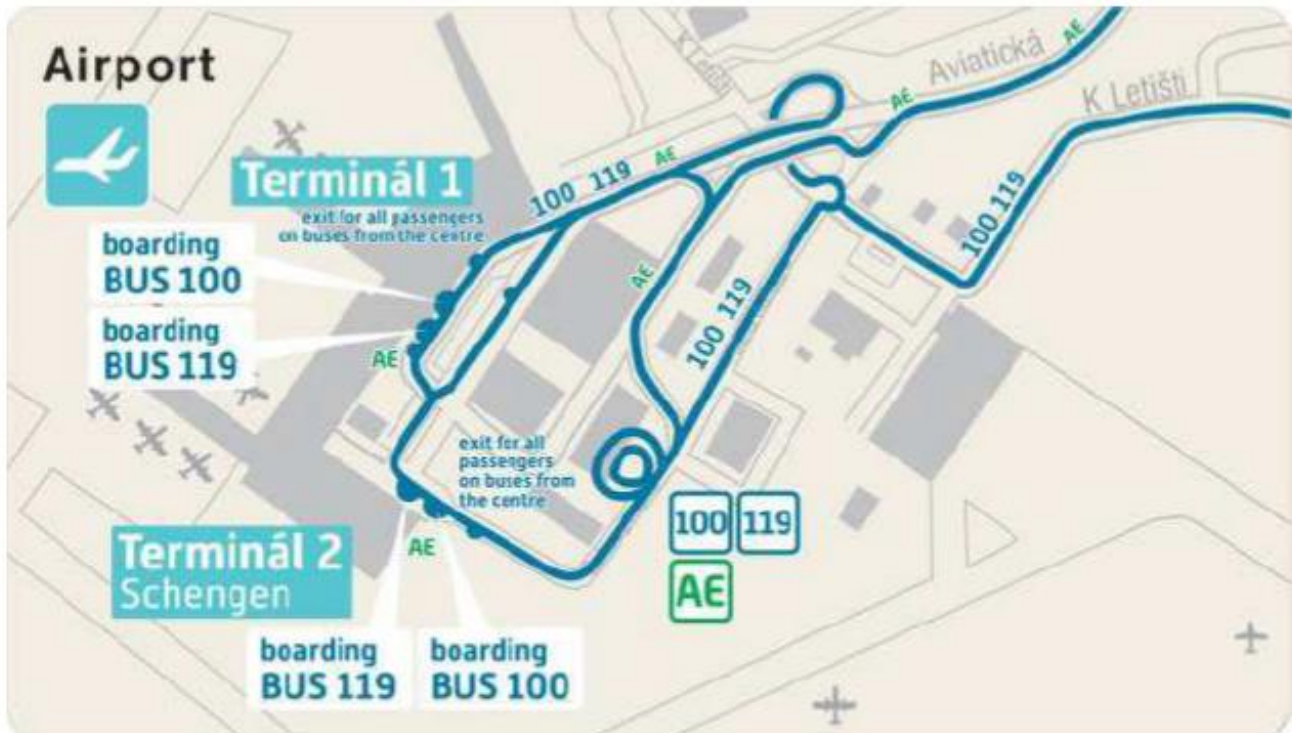 Airport
Terminál 1
exit for all passengers
on buses from the centre
boarding
BUS 100
boarding
BUS 119
AE
100 119
AE
AE
AE
Aviatická
K Letišti
K Letišti
AE
100 119
100 119
exit for all
passengers
on buses from
the centre
100 119
AE
Terminál 2
Schengen
AE
boarding
BUS 119
boarding
BUS 100